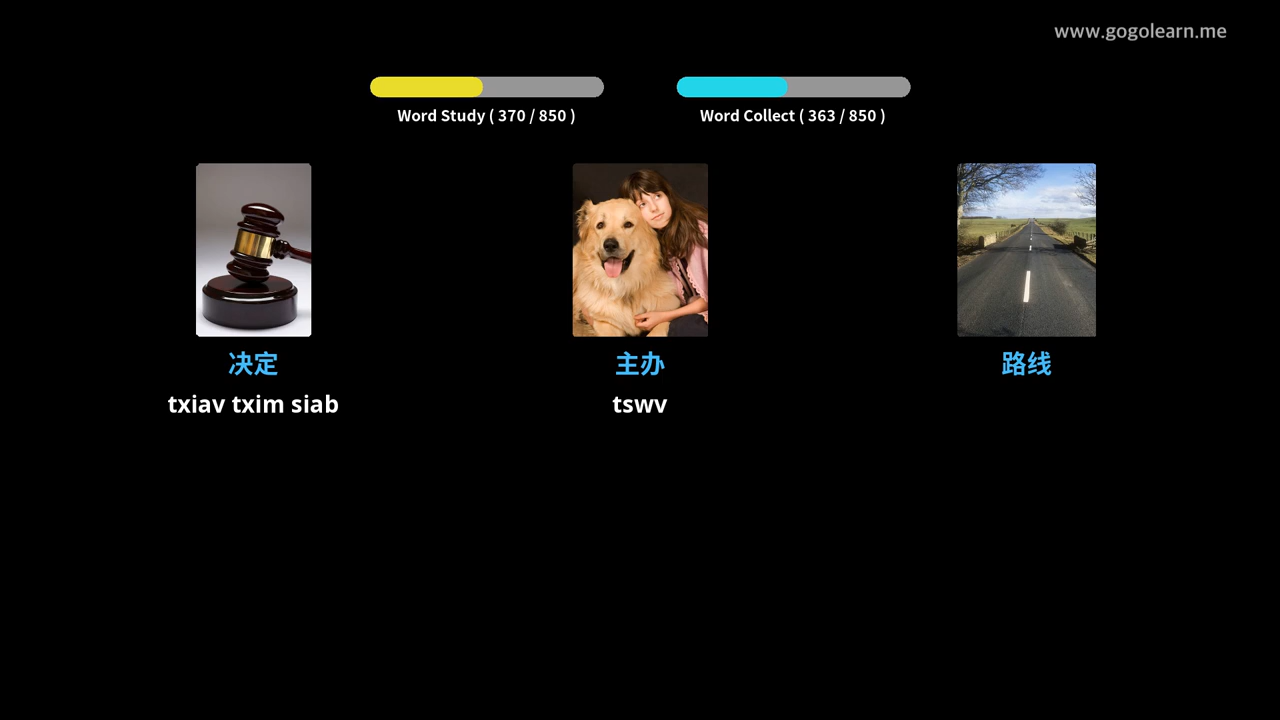 www.gogolearn.me
Word Study ( 370 / 850 )
Word Collect ( 363 / 850 )
决定
主办
路线
txiav txim siab
tswv